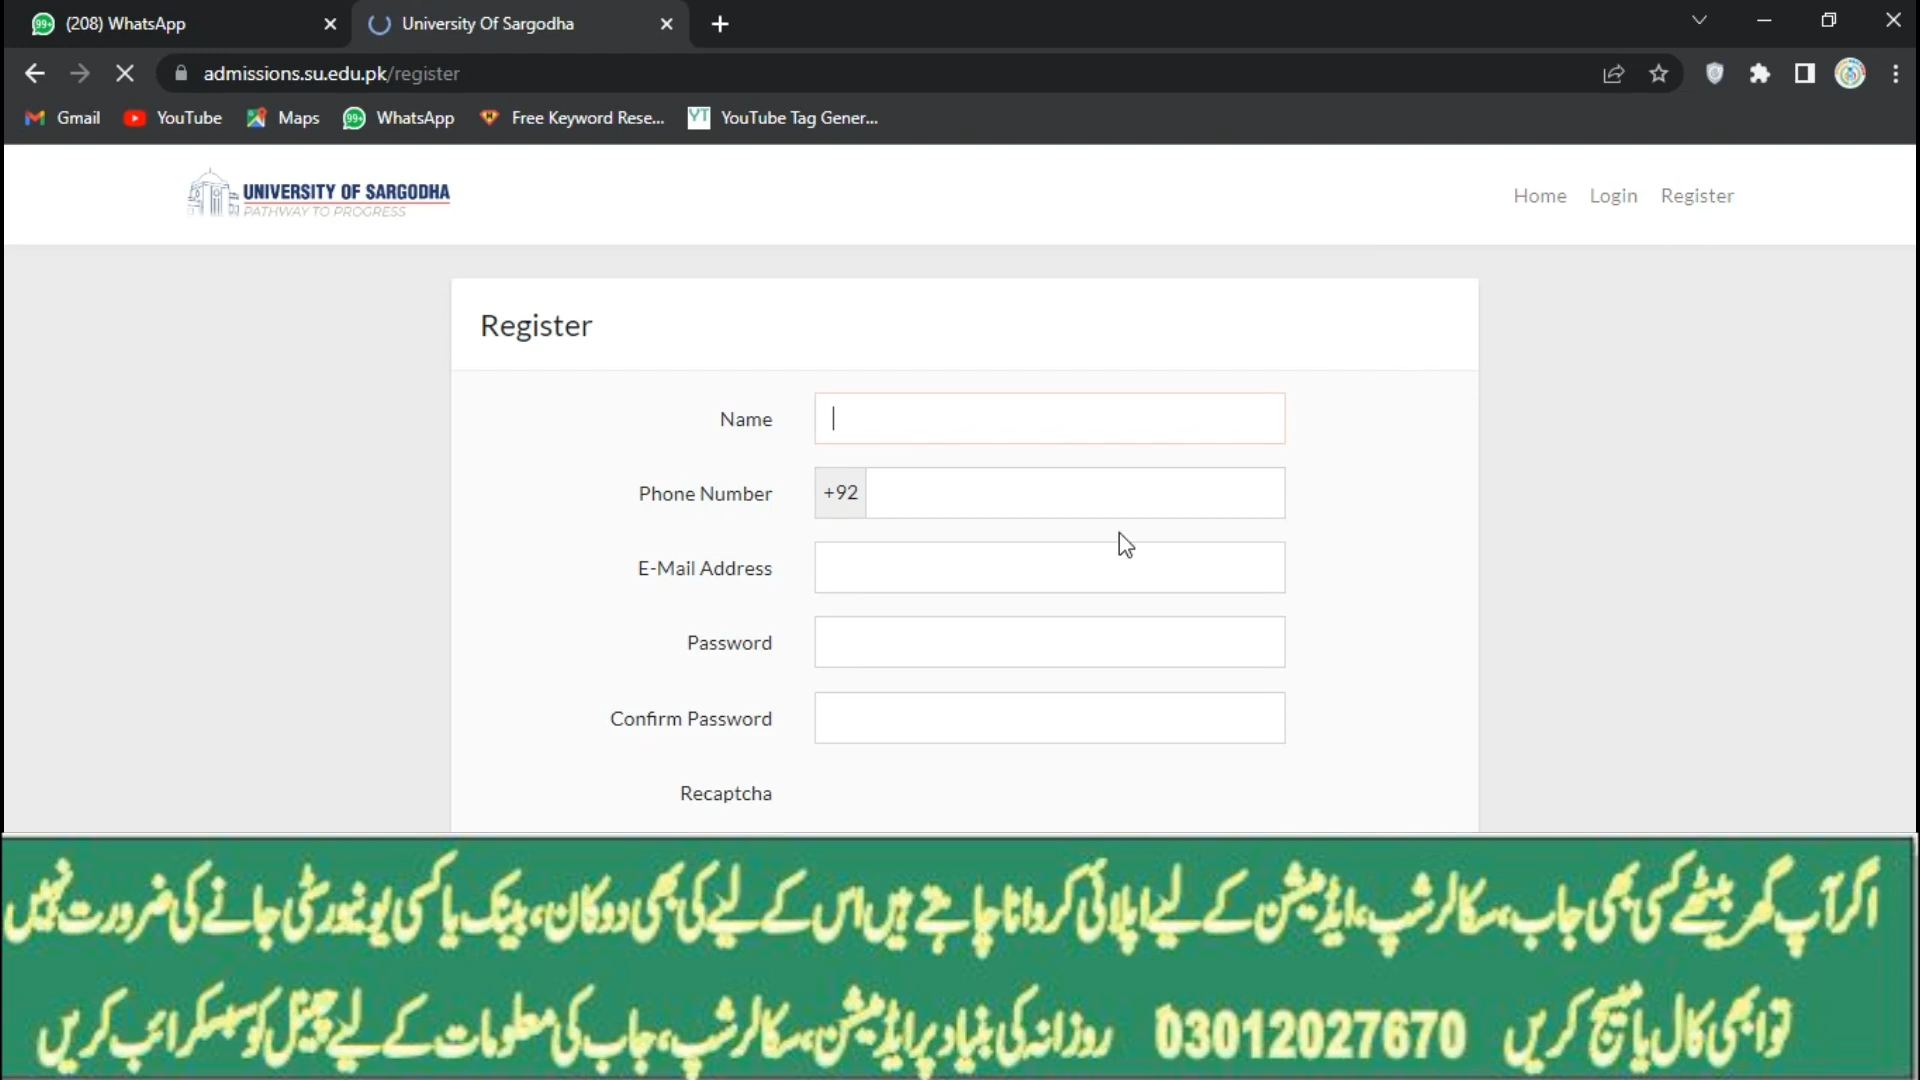 (208) WhatsApp
University Of Sargodha
admissions.su.edu.pk/register
Gmail
YouTube
Maps
99+
WhatsApp
Free Keyword Rese...
YouTube Tag Gener...
UNIVERSITY OF SARGODHA
PATHWAY TO PROGRESS
Home
Login
Register
Register
Name
Phone Number
+92
E-Mail Address
Password
Confirm Password
Recaptcha
اگر آپ گھر بیٹھے کسی بھی جاب، سکالرشپ، ایڈمیشن کے لیے اپلائی کروانا چاہتے ہیں اس کے لیے کی بھی دوکان، بینک یا کسی یونیورسٹی جانے کی ضرورت نہیں
تو ابھی کال یا میسج کریں 03012027670 روزانہ کی بنیاد پر ایڈمیشن، سکالرشپ، جاب کی معلومات کے لیے چینل کو سبسکرائب کریں